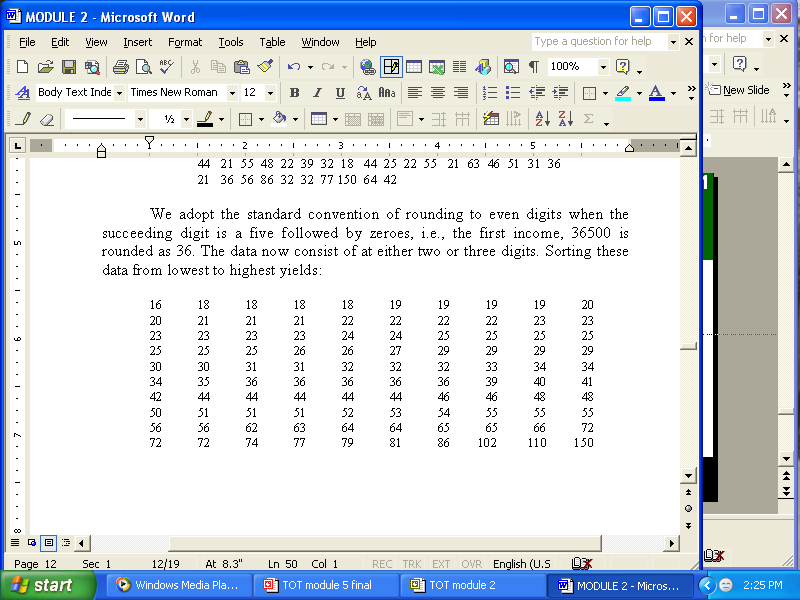 MODULE 2 - Microsoft Word
File Edit View Insert Format Tools Table Window Help Type a question for help
100%
Body Text Inde Times New Roman 12 B I U
½
New Slide
L 1 2 3 4 5
44 21 55 48 22 39 32 18 44 25 22 55 21 63 46 51 31 36
21 36 56 86 32 32 77 150 64 42
We adopt the standard convention of rounding to even digits when the
succeeding digit is a five followed by zeroes, i.e., the first income, 36500 is
rounded as 36. The data now consist of at either two or three digits. Sorting these
data from lowest to highest yields:
16 18 18 18 18 19 19 19 19 20
20 21 21 21 22 22 22 22 23 23
23 23 23 23 24 24 25 25 25 25
25 25 25 26 26 27 29 29 29 29
30 30 31 31 32 32 32 33 34 34
34 35 36 36 36 36 36 39 40 41
42 44 44 44 44 44 46 46 48 48
50 51 51 51 52 53 54 55 55 55
56 56 62 63 64 64 65 65 66 72
72 72 74 77 79 81 86 102 110 150
Page 12 Sec 1 12/19 At 8.3" Ln 50 Col 1 REC TRK EXT OVR English (U.S
start Windows Media Pla... TOT module 5 final TOT module 2 MODULE 2 - Micros... 2:25 PM